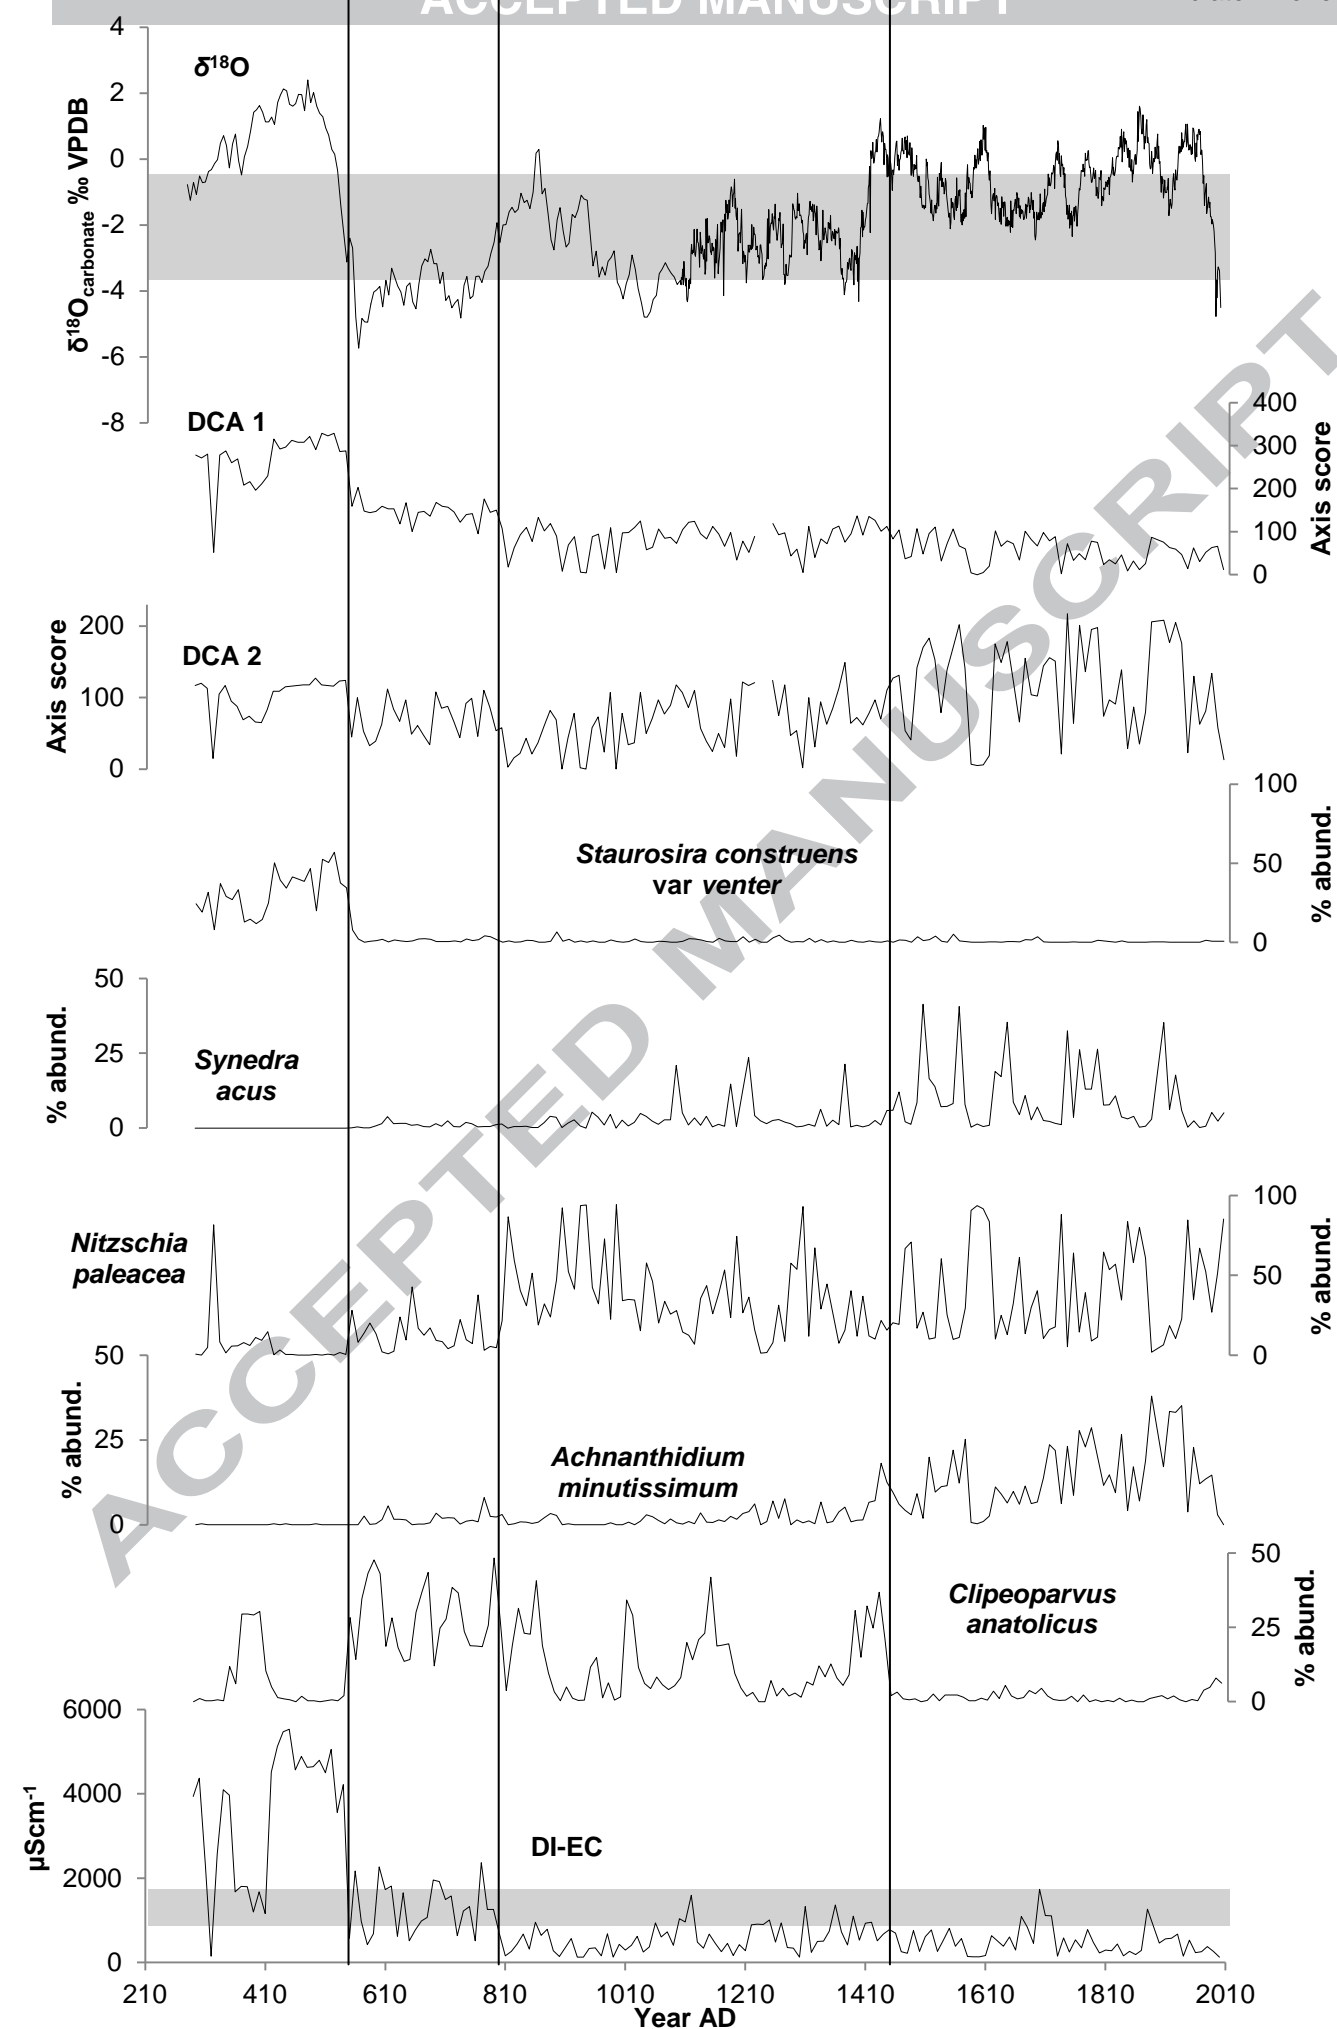 ACCEPTED MANUSCRIPT
4
δ18O
2
0
-2
-4
-6
-8
δ18Ocarbonate ‰ VPDB
DCA 1
400
300
200
100
0
Axis score
DCA 2
200
100
0
Axis score
Staurosira construens
var venter
100
50
0
% abund.
Synedra
acus
50
25
0
% abund.
Nitzschia
paleacea
100
50
0
% abund.
Achnanthidium
minutissimum
50
25
0
% abund.
Clipeoparvus
anatolicus
50
25
0
% abund.
DI-EC
6000
4000
2000
0
µScm-1
210 410 610 810 1010 1210 1410 1610 1810 2010
Year AD
ACCEPTED MANUSCRIPT